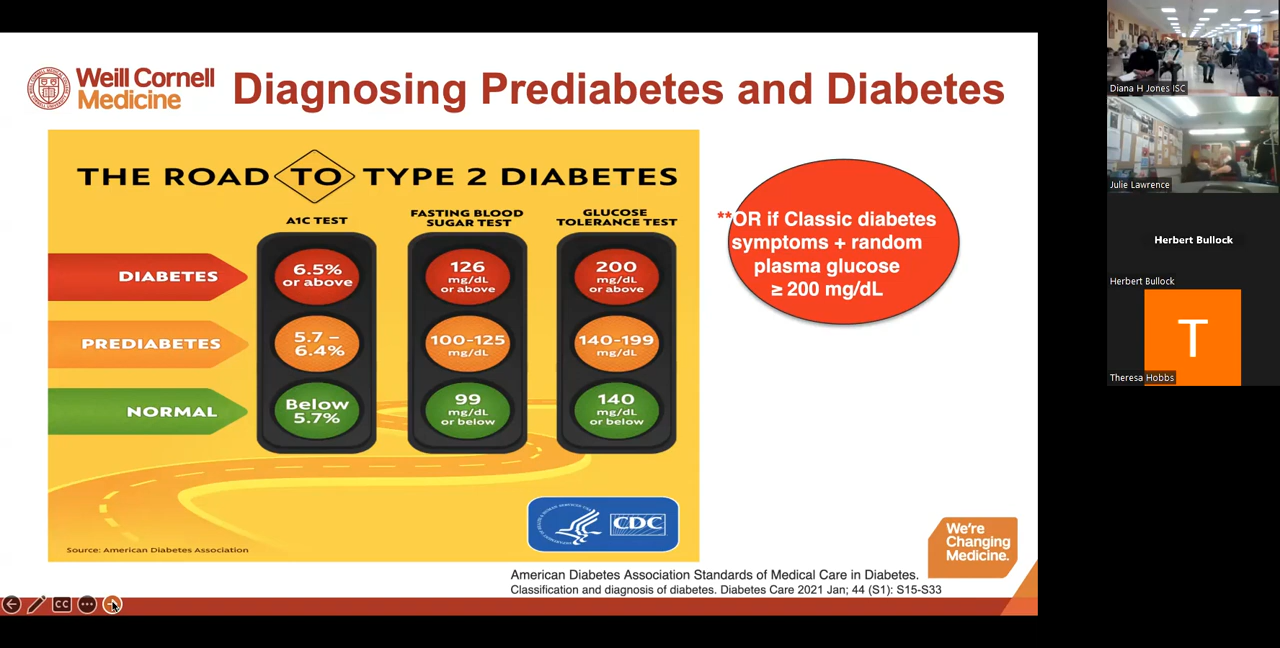 Weill Cornell
Medicine
Diagnosing Prediabetes and Diabetes
THE ROAD TO TYPE 2 DIABETES
A1C TEST
FASTING BLOOD
SUGAR TEST
GLUCOSE
TOLERANCE TEST
DIABETES
6.5%
or above
126
mg/dL
or above
200
mg/dL
or above
PREDIABETES
5.7 –
6.4%
100-125
mg/dL
140-199
mg/dL
NORMAL
Below
5.7%
99
mg/dL
or below
140
mg/dL
or below
CDC
Source: American Diabetes Association
**OR if Classic diabetes
symptoms + random
plasma glucose
≥ 200 mg/dL
We're
Changing
Medicine.
American Diabetes Association Standards of Medical Care in Diabetes.
Classification and diagnosis of diabetes. Diabetes Care 2021 Jan; 44 (S1): S15-S33
CC
Diana H Jones ISC
Julie Lawrence
Herbert Bullock
Herbert Bullock
T
Theresa Hobbs